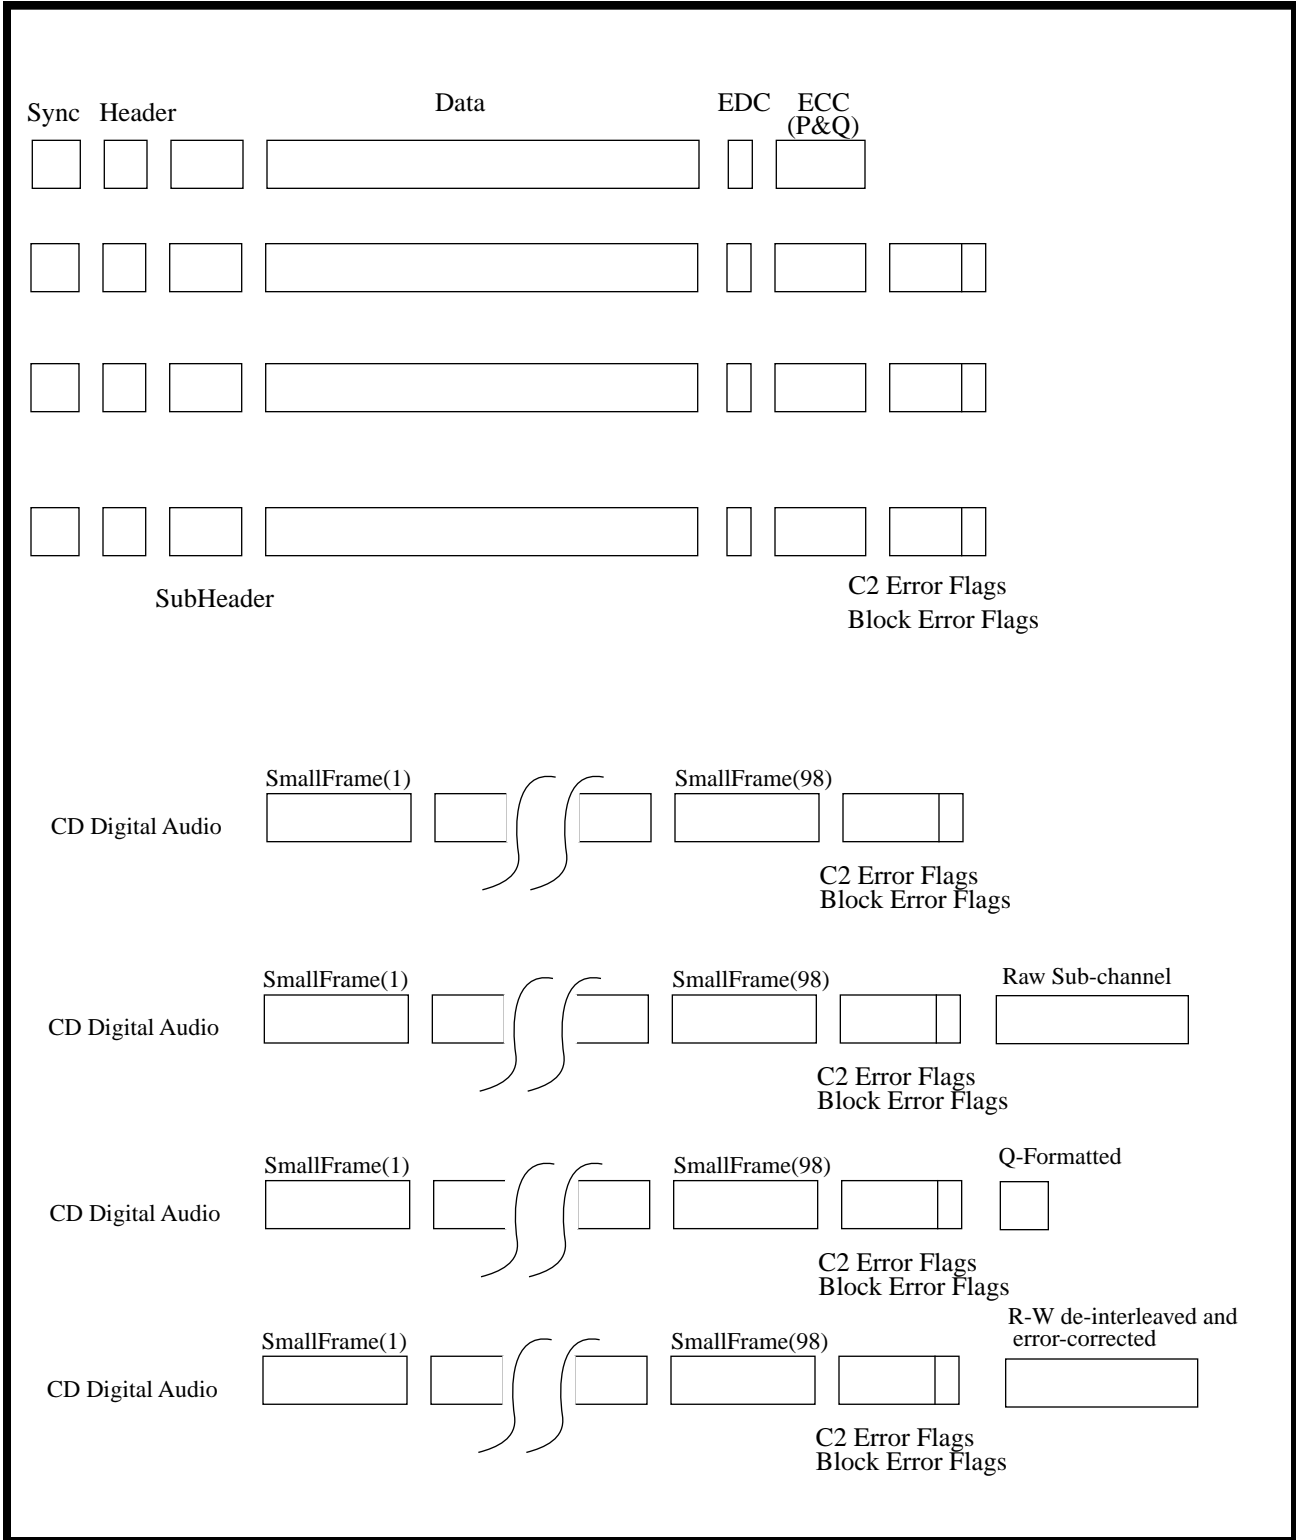 Sync Header Data EDC ECC
(P&Q)
SubHeader
C2 Error Flags
Block Error Flags
SmallFrame(1) SmallFrame(98)
CD Digital Audio
C2 Error Flags
Block Error Flags
SmallFrame(1) SmallFrame(98) Raw Sub-channel
CD Digital Audio
C2 Error Flags
Block Error Flags
SmallFrame(1) SmallFrame(98) Q-Formatted
CD Digital Audio
C2 Error Flags
Block Error Flags
R-W de-interleaved and
error-corrected
SmallFrame(1) SmallFrame(98)
CD Digital Audio
C2 Error Flags
Block Error Flags